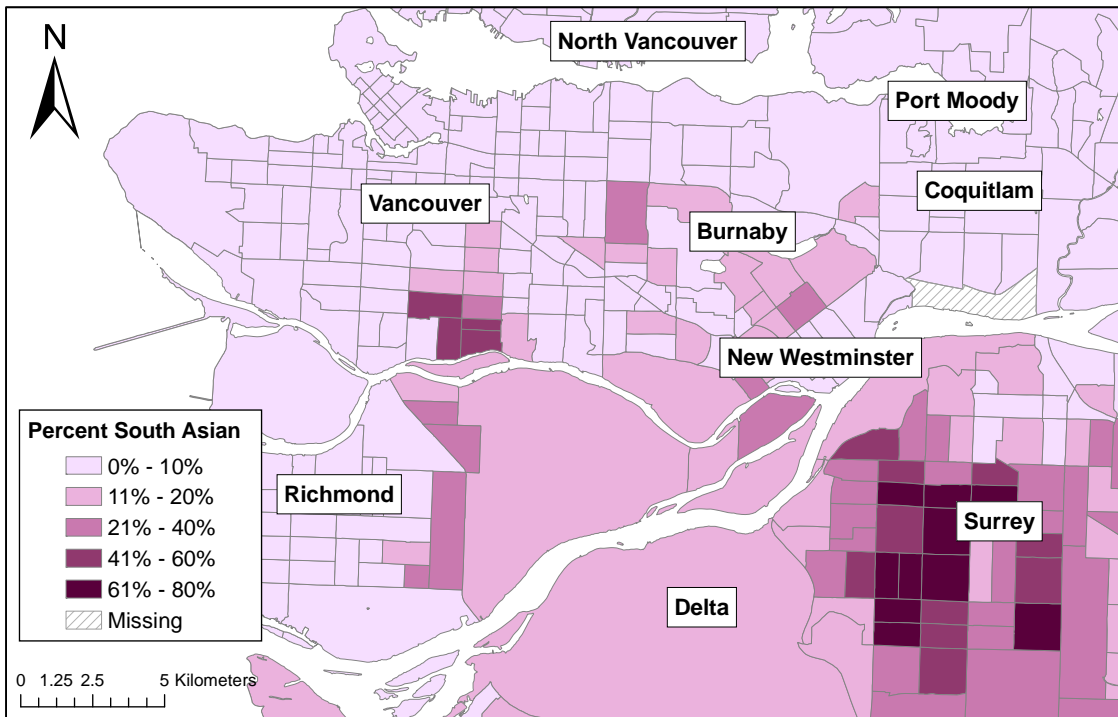 N
North Vancouver
Port Moody
Coquitlam
Vancouver
Burnaby
New Westminster
Richmond
Surrey
Delta
Percent South Asian
0% - 10%
11% - 20%
21% - 40%
41% - 60%
61% - 80%
Missing
0 1.25 2.5 5 Kilometers